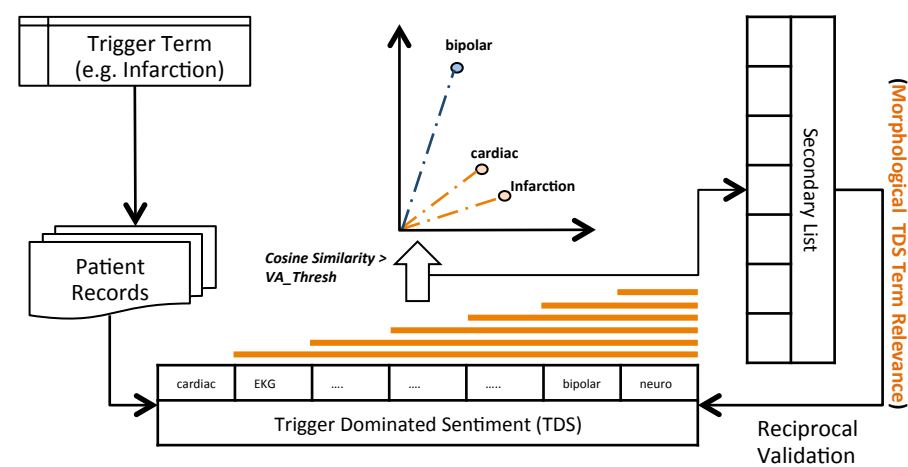 Trigger Term
(e.g. Infarction)
bipolar
cardiac
Infarction
Patient
Records
Cosine Similarity >
VA_Thresh
Secondary List
(Morphological TDS Term Relevance)
cardiac
EKG
....
....
.....
bipolar
neuro
Trigger Dominated Sentiment (TDS)
Reciprocal
Validation